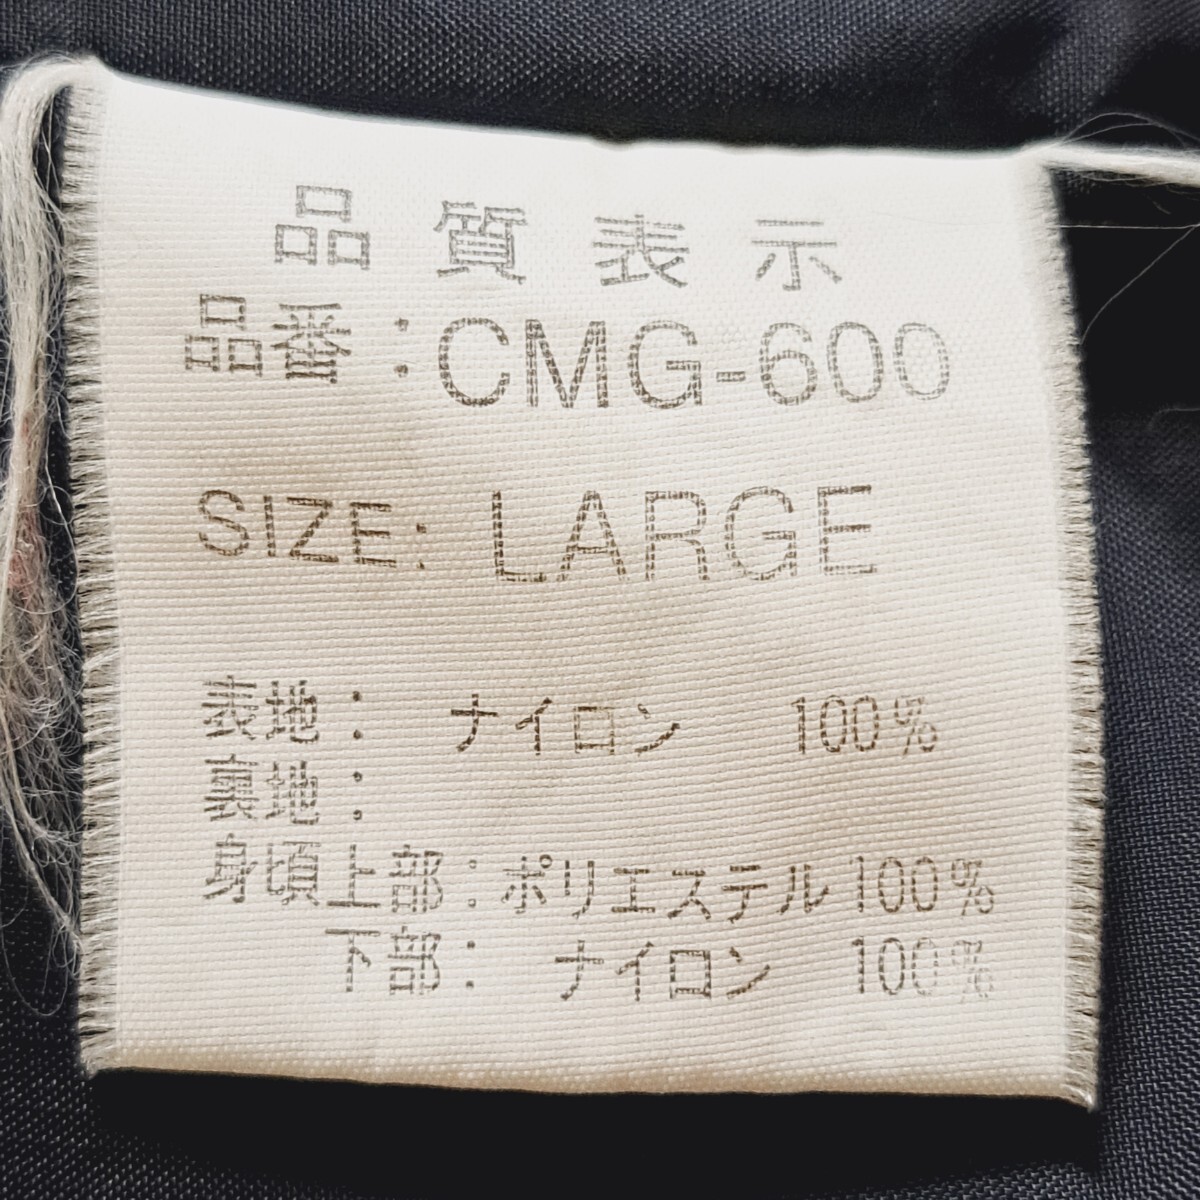 品質表示
品番：CMG-600
SIZE: LARGE
表地： ナイロン 100%
裏地：
身頃上部：ポリエステル100%
下部： ナイロン 100%